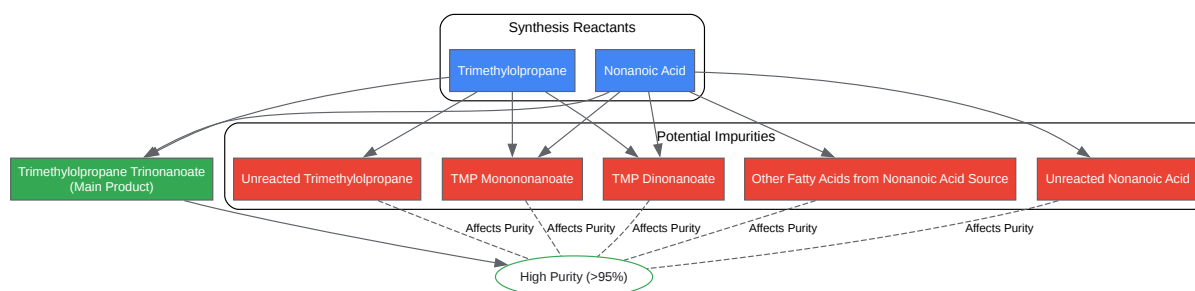 Synthesis Reactants
Trimethylolpropane
Nonanoic Acid
Potential Impurities
Trimethylolpropane Trinonanoate
(Main Product)
Unreacted Trimethylolpropane
TMP Monononanoate
TMP Dinonanoate
Other Fatty Acids from Nonanoic Acid Source
Unreacted Nonanoic Acid
Affects Purity
Affects Purity
Affects Purity
Affects Purity
Affects Purity
High Purity (>95%)